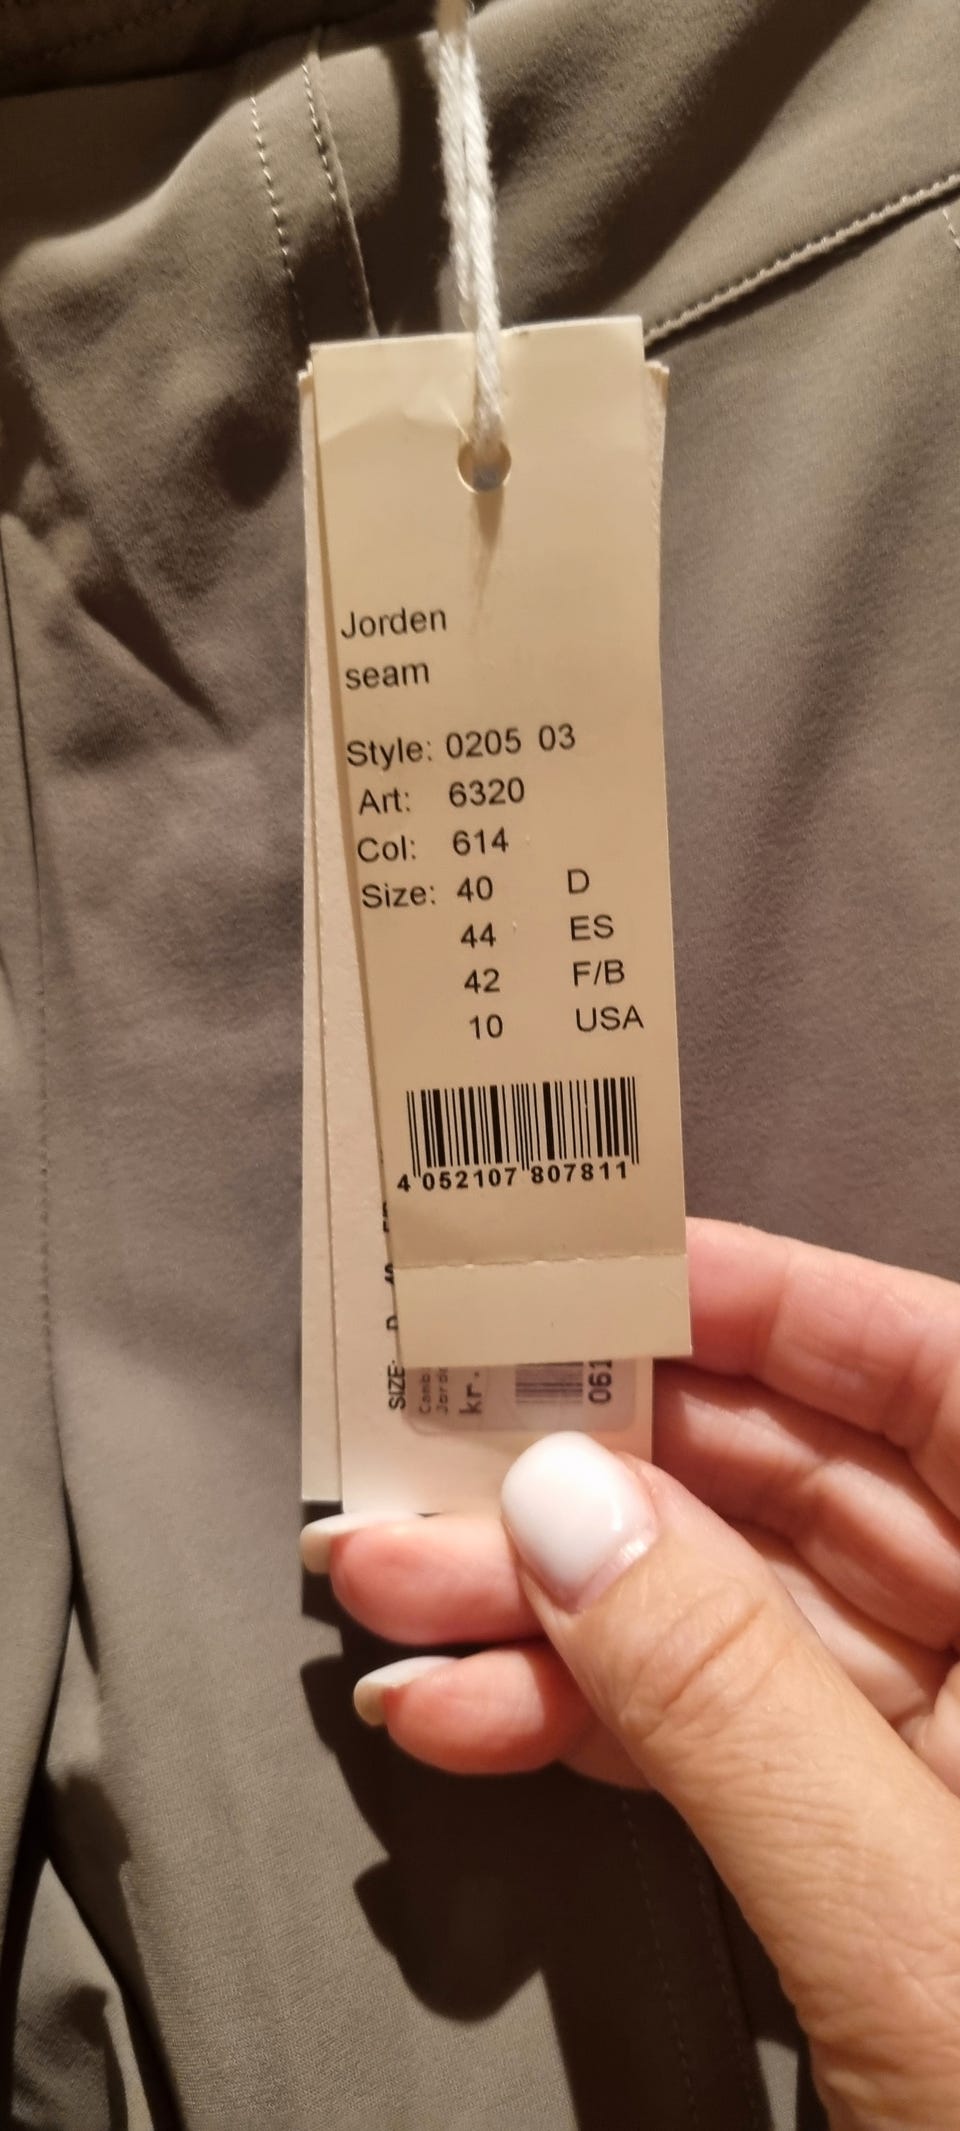 Jorden
seam
Style: 0205 03
Art: 6320
Col: 614
Size: 40 D
44 ES
42 F/B
10 USA
4 052107 807811
SIZE: D
kr.
061